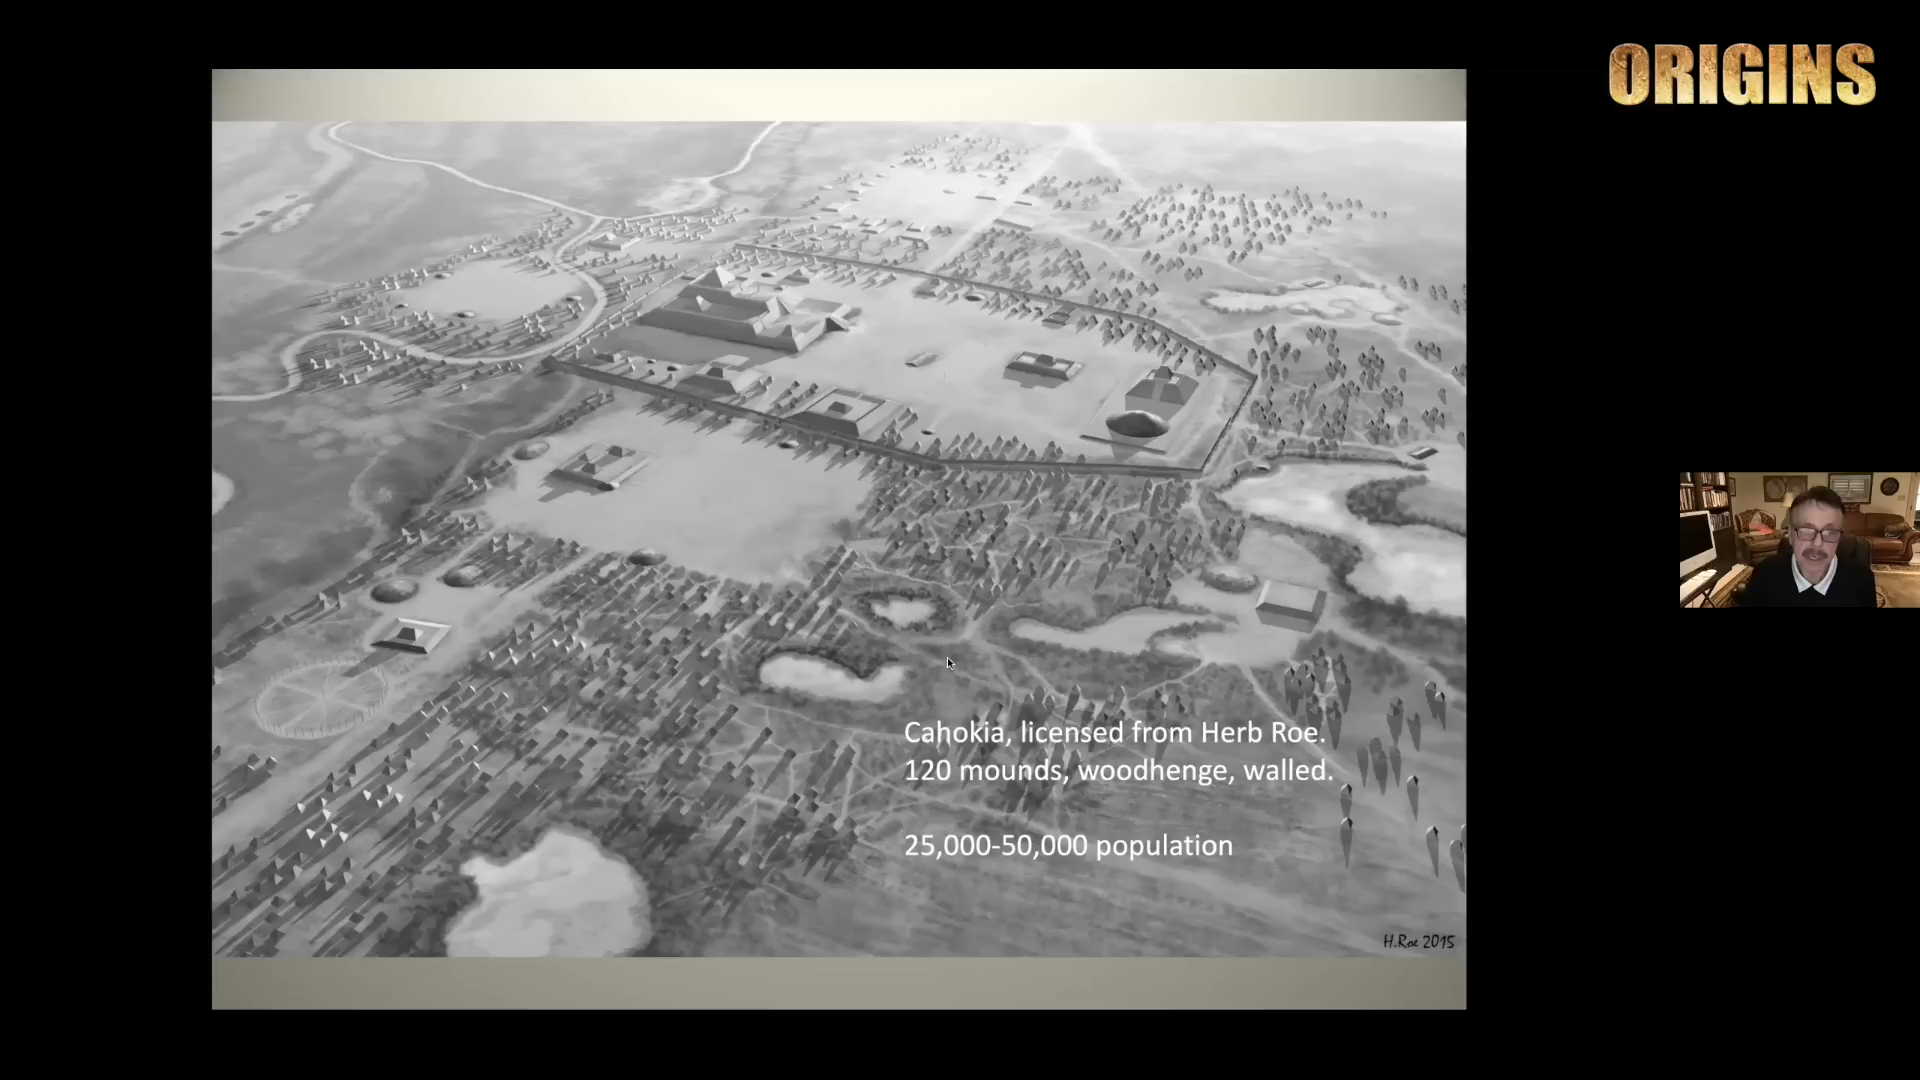 ORIGINS
Cahokia, licensed from Herb Roe.
120 mounds, woodhenge, walled.
25,000-50,000 population
H.Roe 2015